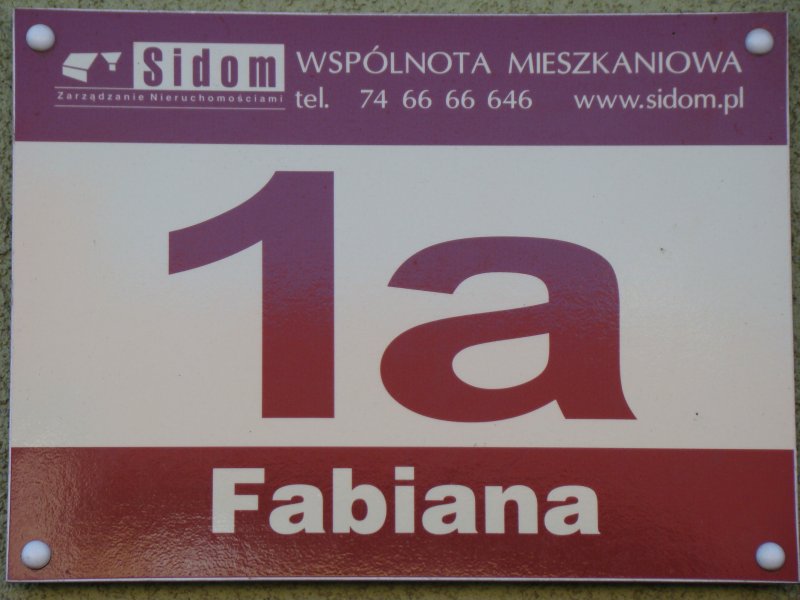 Sidom
Zarządzanie Nieruchomościami
WSPÓLNOTA MIESZKANIOWA
tel. 74 66 66 646 www.sidom.pl
1a
Fabiana